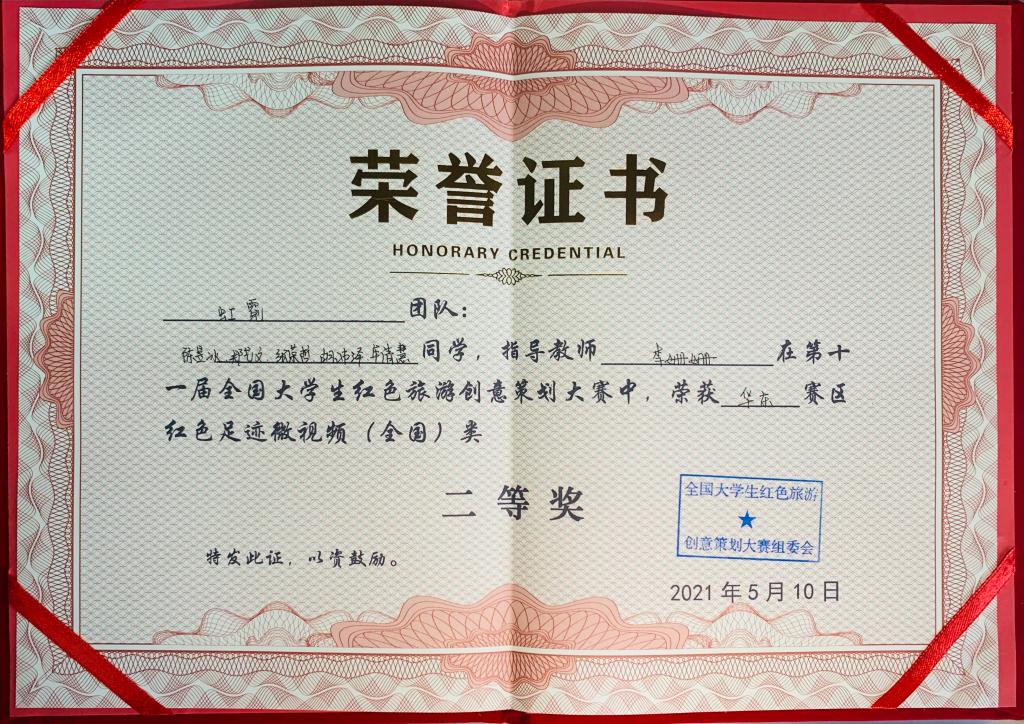 荣誉证书
HONORARY CREDENTIAL
团队：
同学，指导教师 李姗姗 在第十
一届全国大学生红色旅游创意策划大赛中，荣获 华东 赛区
红色足迹微视频（全国）类
二等奖
全国大学生红色旅游
创意策划大赛组委会
特发此证，以资鼓励。
2021年5月10日